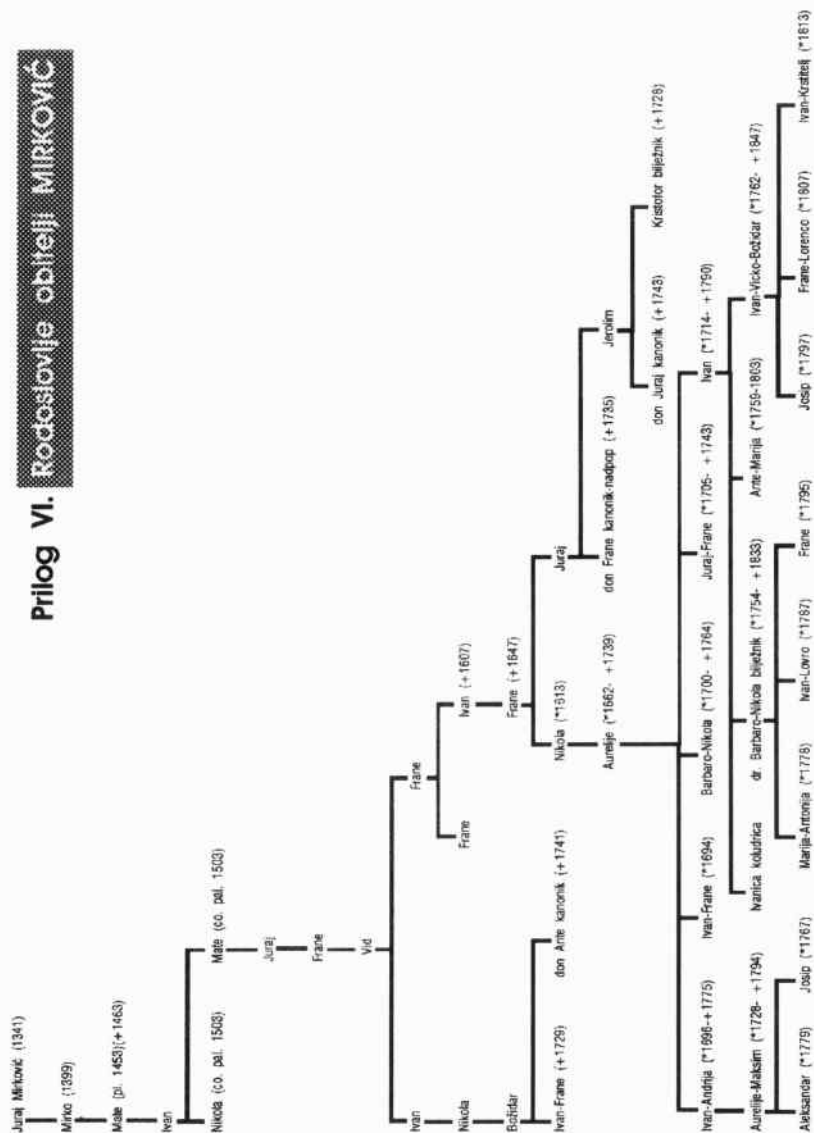 Prilog VI. Rodoslovlje obitelji MIRKOVIĆ
Juraj Mirković (1341)
Mirko (1399)
Mate (pl. 1453)(+1463)
Ivan
Nikola (co. pal. 1503)
Mate (co. pal. 1503)
Juraj
Frane
Vid
Ivan
Frane
Nikola
Frane
Ivan (+1607)
Božidar
Frane (+1647)
Ivan-Frane (+1729)
don Ante kanonik (+1741)
Nikola (*1613)
Juraj
Aurelije (*1662- +1739)
don Frane kanonik-nadpop (+1735)
Jerolim
don Juraj kanonik (+1743)
Kristofor bilježnik (+1728)
Ivan-Andrija (*1696-+1775)
Ivan-Frane (*1694)
Barbaro-Nikola (*1700- +1764)
Juraj-Frane (*1705- +1743)
Ivan (*1714- +1790)
Aurelije-Maksim (*1728- +1794)
Ivanica koludrica
dr. Barbaro-Nikola bilježnik (*1754- +1833)
Ante-Marija (*1759-1803)
Ivan-Vicko-Božidar (*1762- +1847)
Aleksandar (*1779)
Josip (*1767)
Marija-Antonija (*1778)
Ivan-Lovro (*1787)
Frane (*1795)
Josip (*1797)
Frane-Lorenco (*1807)
Ivan-Krstitelj (*1813)